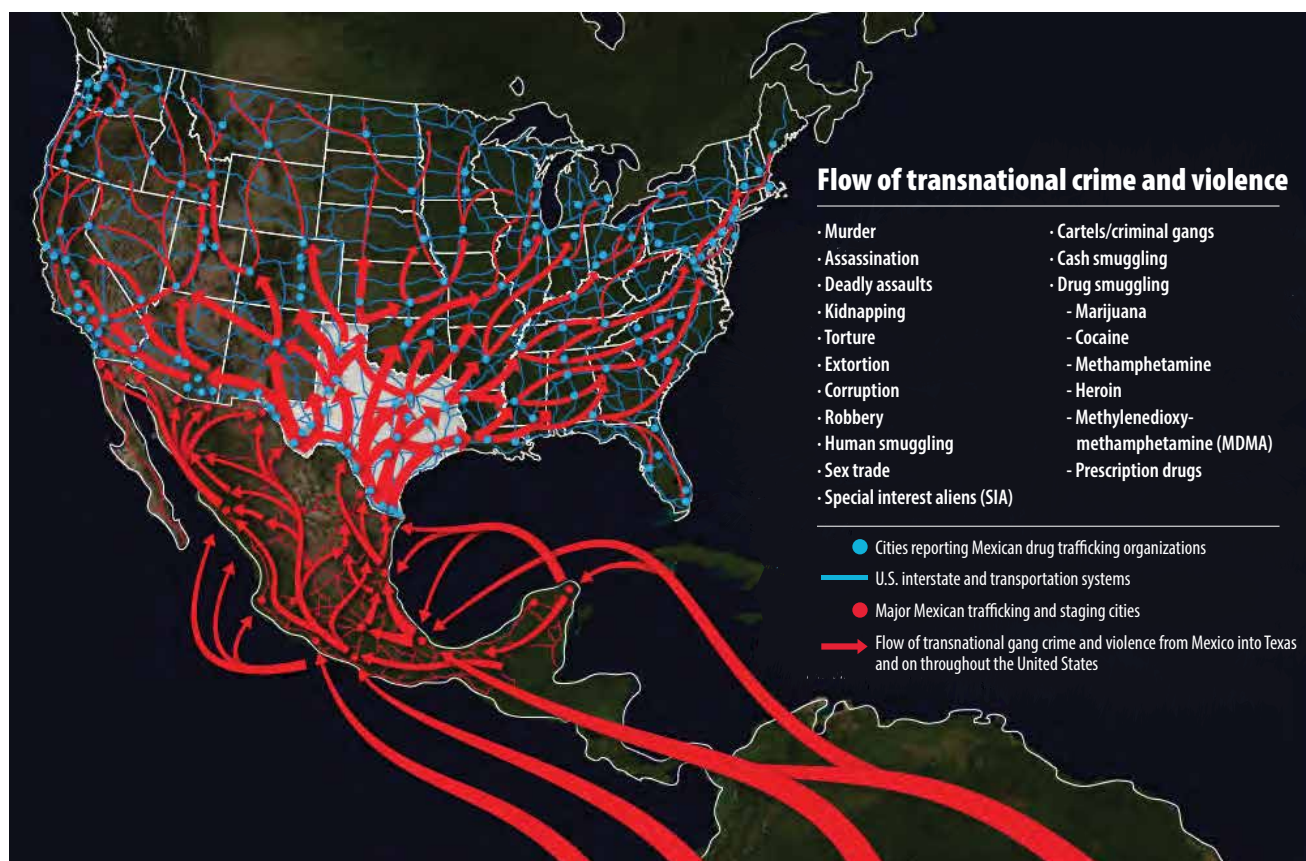 Flow of transnational crime and violence
· Murder
· Assassination
· Deadly assaults
· Kidnapping
· Torture
· Extortion
· Corruption
· Robbery
· Human smuggling
· Sex trade
· Special interest aliens (SIA)
· Cartels/criminal gangs
· Cash smuggling
· Drug smuggling
- Marijuana
- Cocaine
- Methamphetamine
- Heroin
- Methylenedioxy-
methamphetamine (MDMA)
- Prescription drugs
Cities reporting Mexican drug trafficking organizations
U.S. interstate and transportation systems
Major Mexican trafficking and staging cities
Flow of transnational gang crime and violence from Mexico into Texas
and on throughout the United States